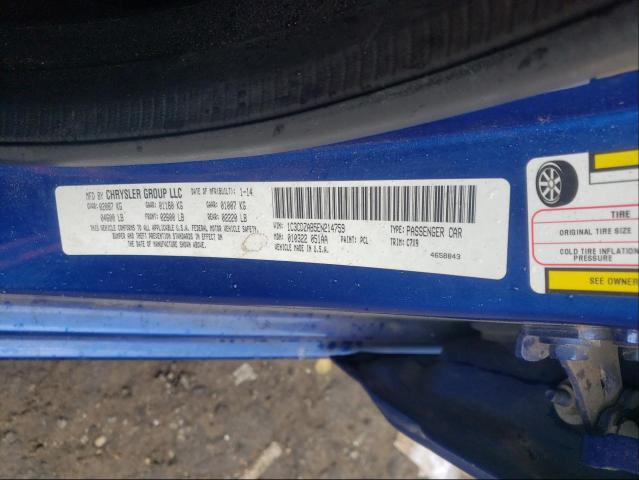 MFD BY CHRYSLER GROUP LLC DATE OF MFR(BUILT): 1-14
GVWR: 02087 KG GAWR: 01180 KG GAWR: 01007 KG
04600 LB FRONT: 02600 LB REAR: 02220 LB
THIS VEHICLE CONFORMS TO ALL APPLICABLE U.S.A. FEDERAL MOTOR VEHICLE SAFETY,
BUMPER AND THEFT PREVENTION STANDARDS IN EFFECT ON
THE DATE OF MANUFACTURE SHOWN ABOVE.
VIN: 1C3CDZAB5EN214759 TYPE: PASSENGER CAR
MDH: 010322 051AA PAINT: PCL TRIM: C7X9
VEHICLE MADE IN U.S.A. 4658843
TIRE
ORIGINAL TIRE SIZE
COLD TIRE INFLATION
PRESSURE
SEE OWNER